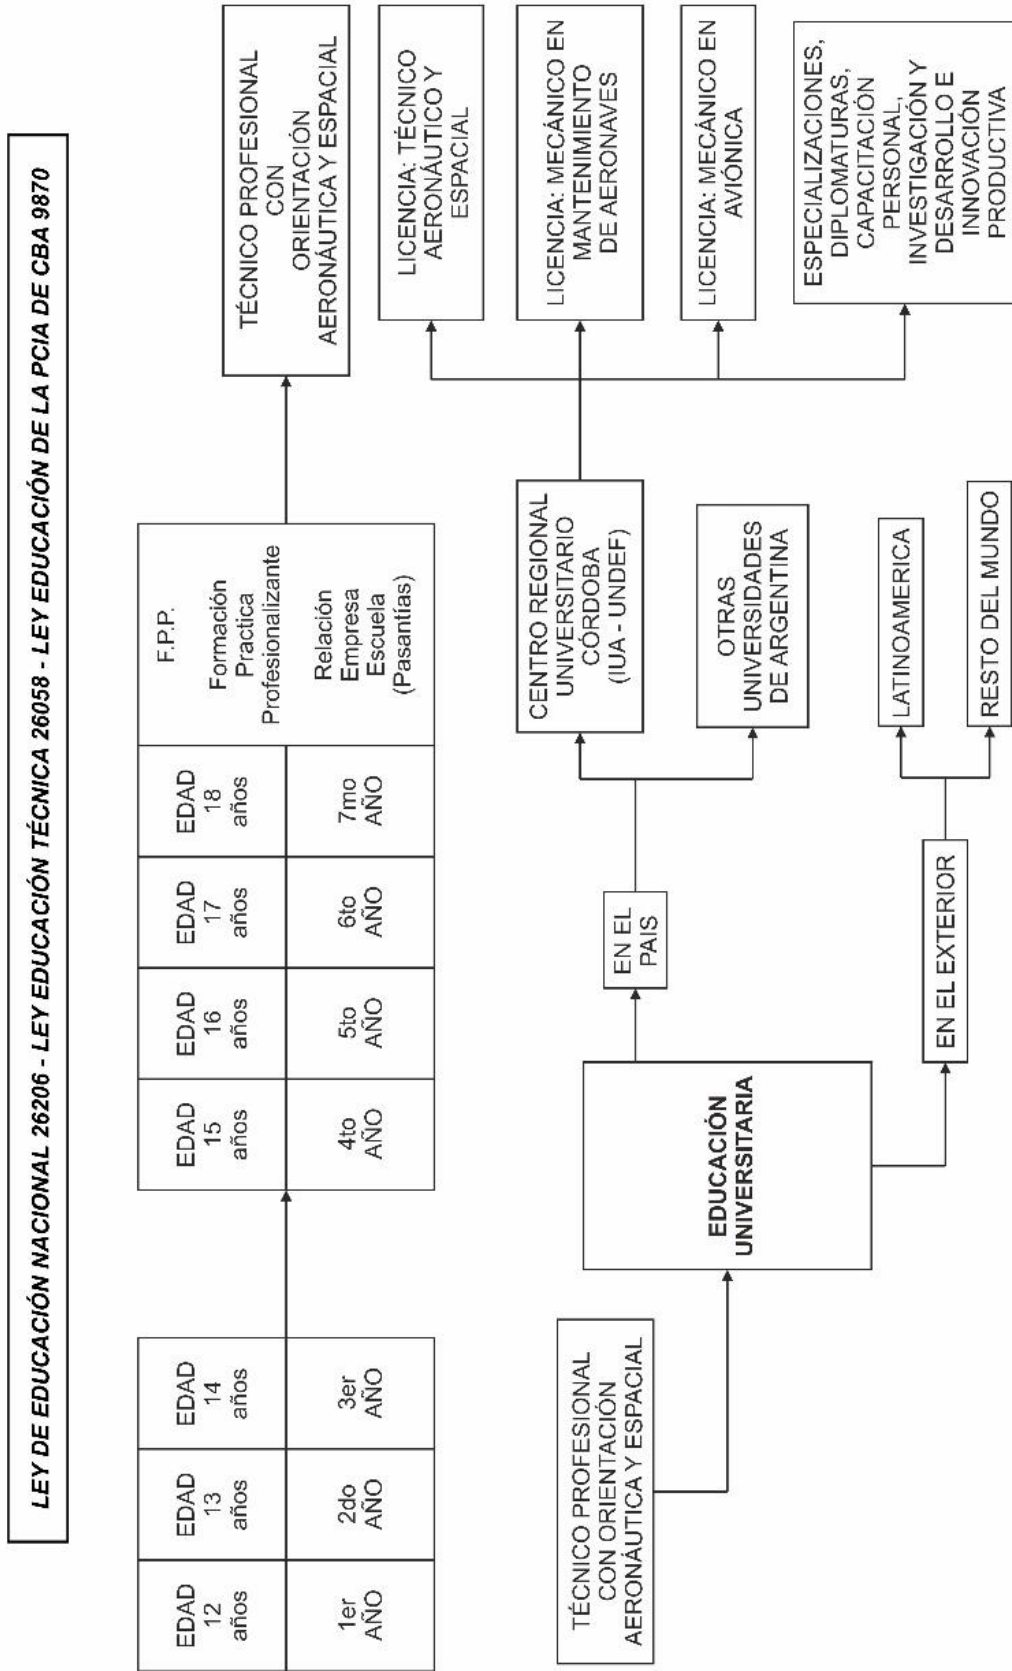 LEY DE EDUCACIÓN NACIONAL 26206 - LEY EDUCACIÓN TÉCNICA 26058 - LEY EDUCACIÓN DE LA PCIA DE CBA 9870
EDAD
12
años
EDAD
13
años
EDAD
14
años
1er
AÑO
2do
AÑO
3er
AÑO
EDAD
15
años
EDAD
16
años
EDAD
17
años
EDAD
18
años
4to
AÑO
5to
AÑO
6to
AÑO
7mo
AÑO
F.P.P.
Formación
Practica
Profesionalizante
Relación
Empresa
Escuela
(Pasantías)
TÉCNICO PROFESIONAL
CON
ORIENTACIÓN
AERONÁUTICA Y ESPACIAL
TÉCNICO PROFESIONAL
CON ORIENTACIÓN
AERONÁUTICA Y ESPACIAL
EDUCACIÓN
UNIVERSITARIA
EN EL
PAIS
EN EL EXTERIOR
CENTRO REGIONAL
UNIVERSITARIO
CÓRDOBA
(IUA - UNDEF)
OTRAS
UNIVERSIDADES
DE ARGENTINA
LATINOAMERICA
RESTO DEL MUNDO
LICENCIA: TÉCNICO
AERONÁUTICO Y
ESPACIAL
LICENCIA: MECÁNICO EN
MANTENIMIENTO
DE AERONAVES
LICENCIA: MECÁNICO EN
AVIÓNICA
ESPECIALIZACIONES,
DIPLOMATURAS,
CAPACITACIÓN
PERSONAL,
INVESTIGACIÓN Y
DESARROLLO E
INNOVACIÓN
PRODUCTIVA